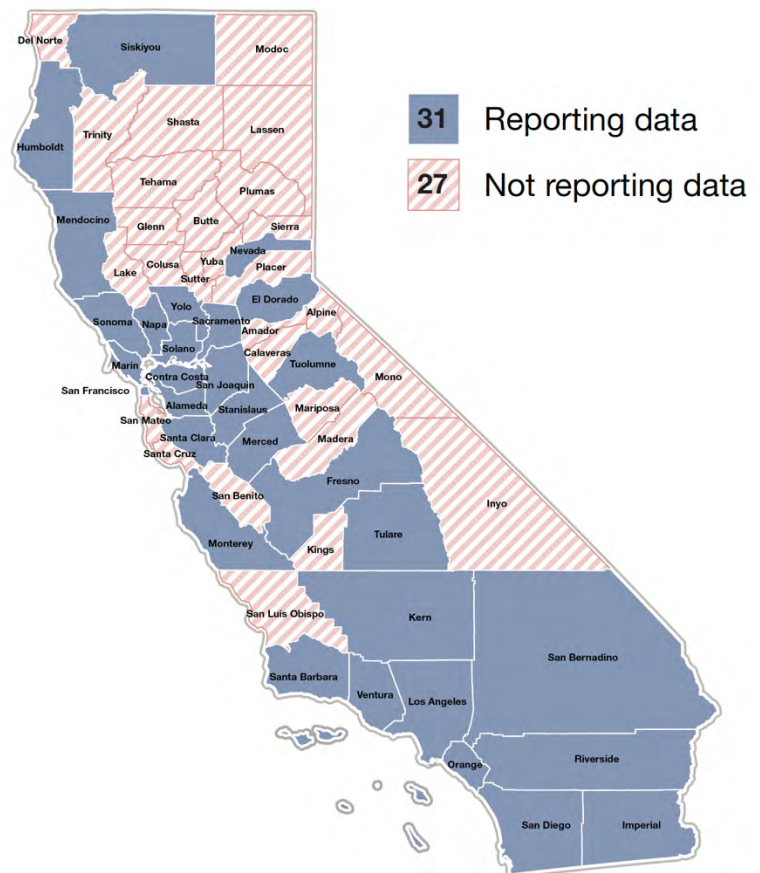 Del Norte
Siskiyou
Modoc
31 Reporting data
27 Not reporting data
Humboldt
Trinity
Shasta
Lassen
Tehama
Plumas
Mendocino
Glenn
Butte
Sierra
Nevada
Lake
Colusa
Yuba
Placer
Sutter
El Dorado
Sonoma
Napa
Yolo
Sacramento
Amador
Alpine
Solano
Calaveras
Marin
Tuolumne
Contra Costa
San Joaquin
Mono
San Francisco
Alameda
Stanislaus
Mariposa
San Mateo
Santa Clara
Merced
Madera
Santa Cruz
Fresno
San Benito
Inyo
Monterey
Kings
Tulare
San Luis Obispo
Kern
San Bernadino
Santa Barbara
Ventura
Los Angeles
Orange
Riverside
San Diego
Imperial